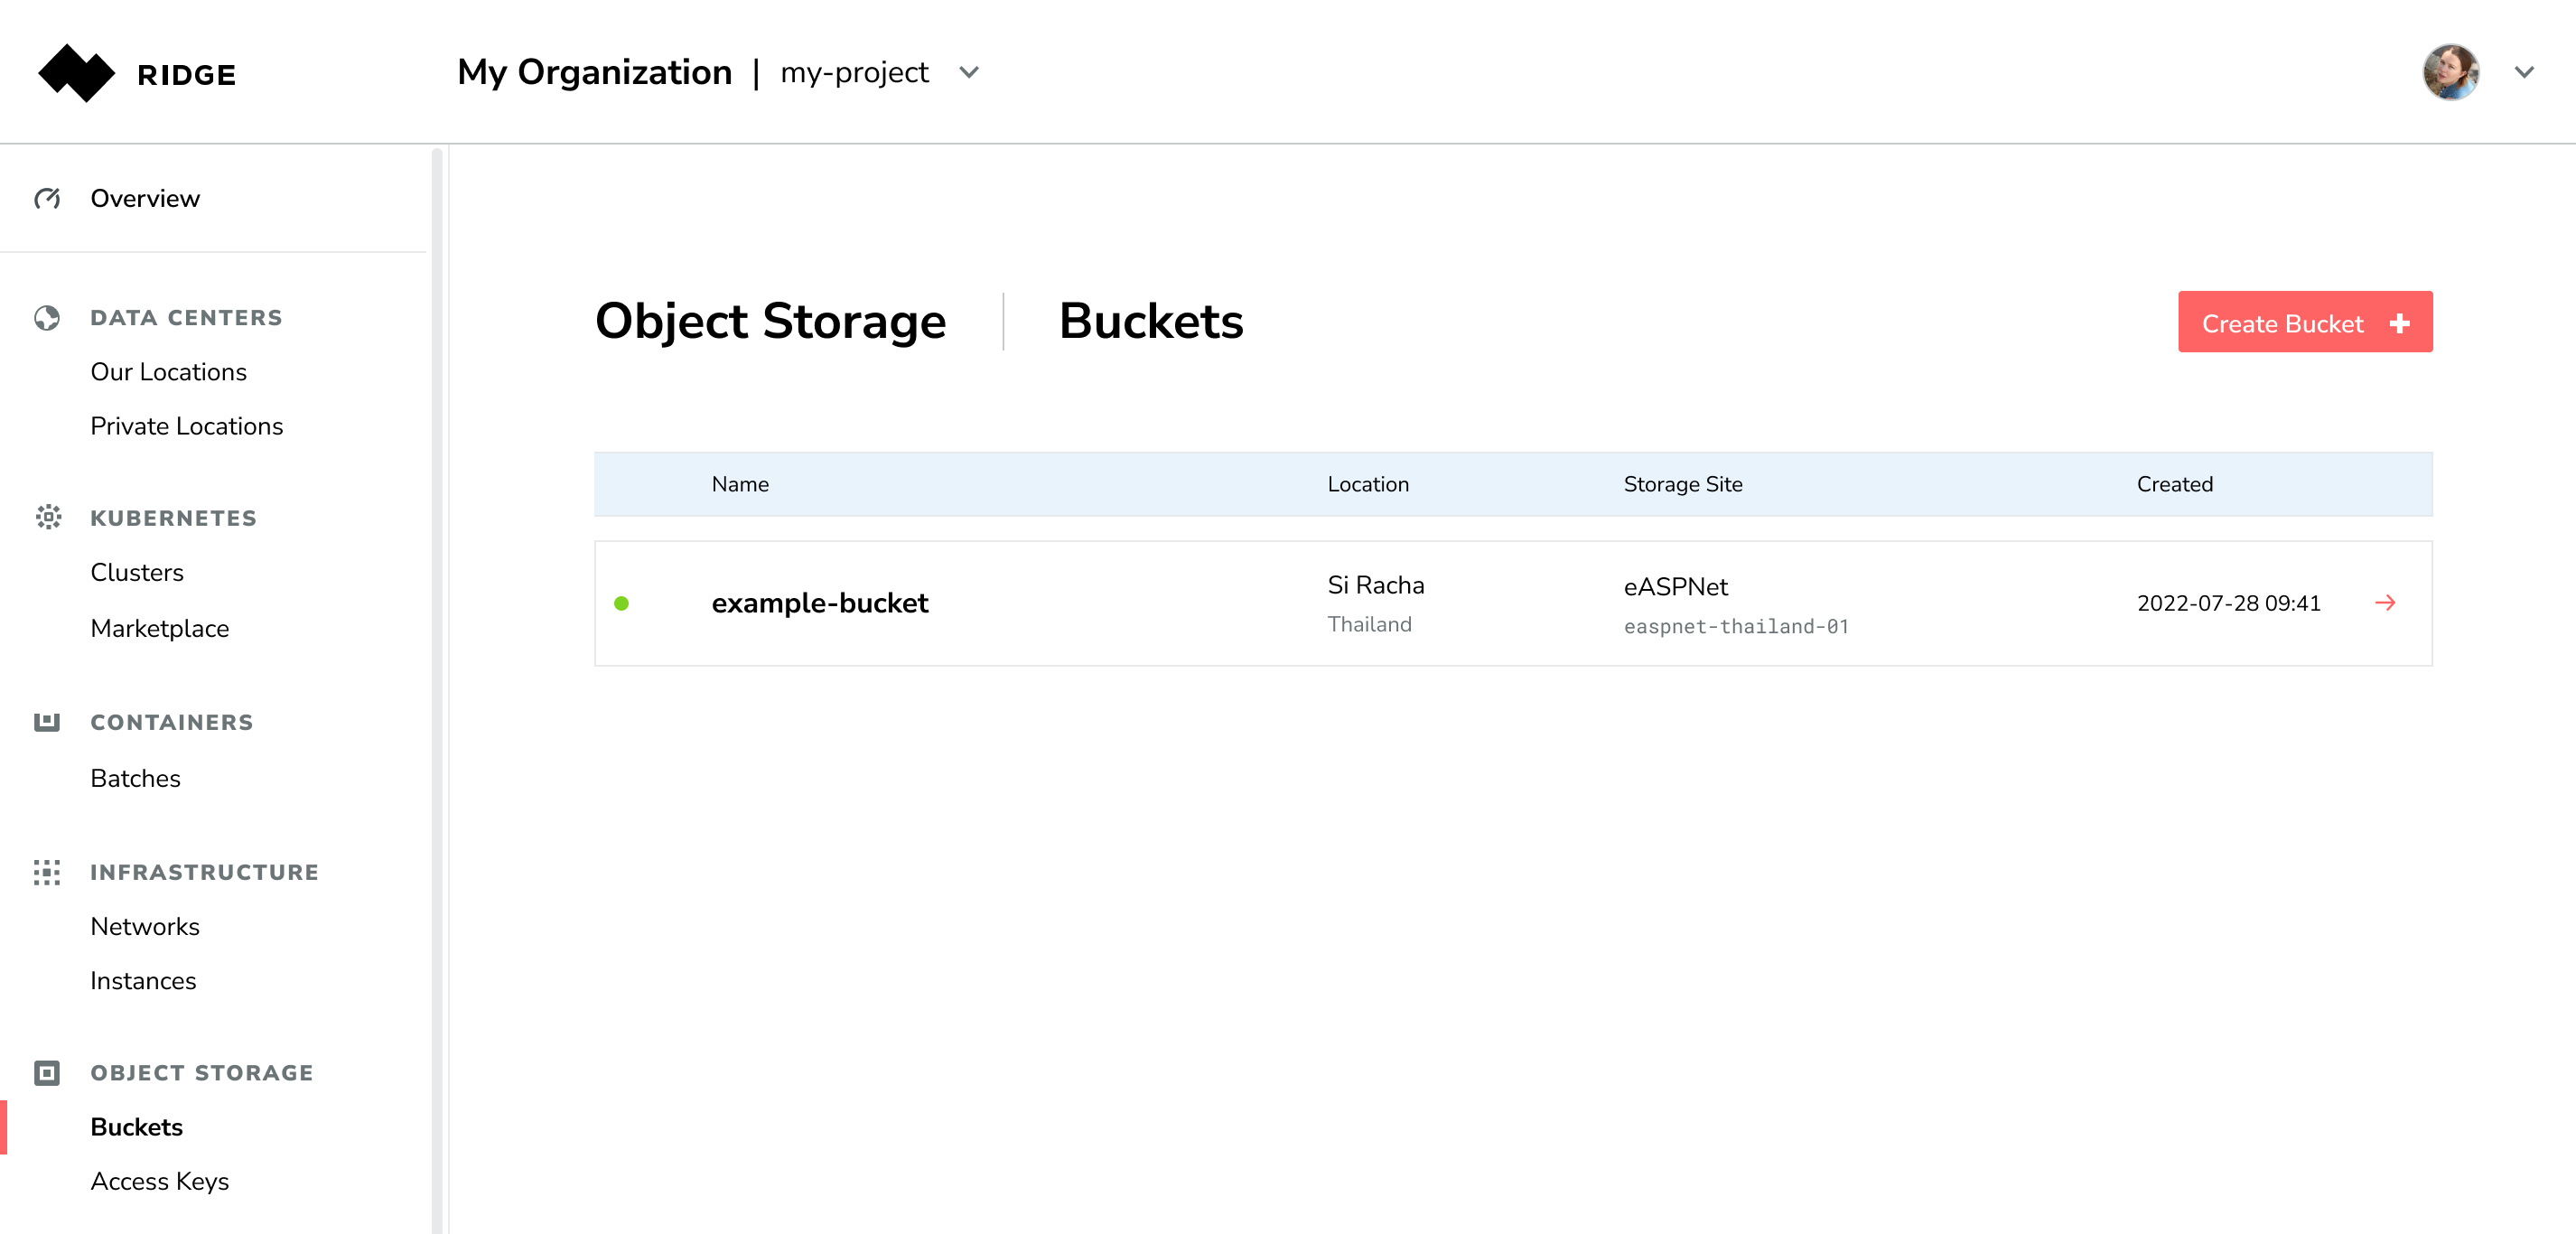 RIDGE
My Organization | my-project
Overview
DATA CENTERS
Our Locations
Private Locations
KUBERNETES
Clusters
Marketplace
CONTAINERS
Batches
INFRASTRUCTURE
Networks
Instances
OBJECT STORAGE
Buckets
Access Keys
Object Storage
Buckets
Create Bucket
Name
Location
Storage Site
Created
example-bucket
Si Racha
Thailand
eASPNet
easpnet-thailand-01
2022-07-28 09:41